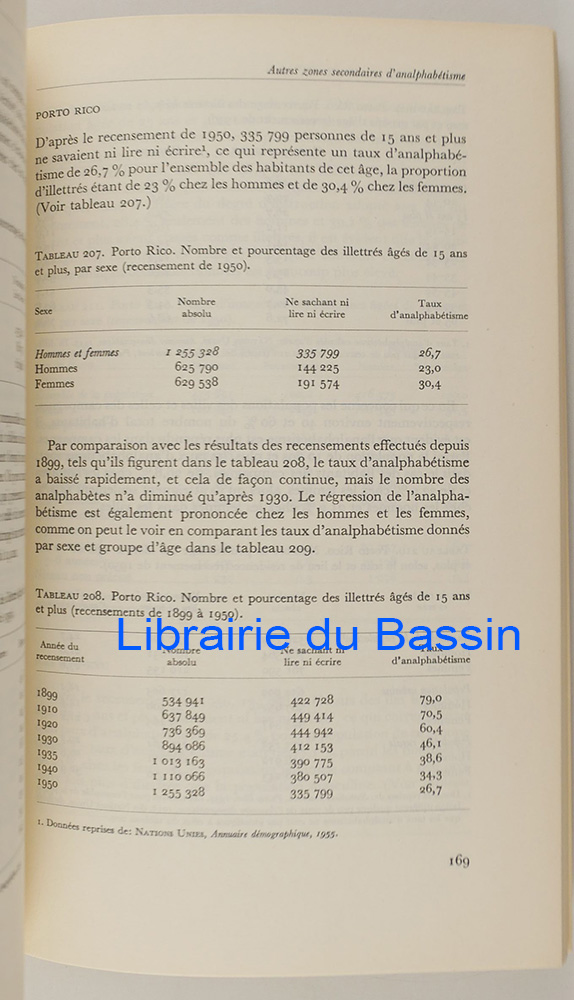 Autres zones secondaires d'analphabétisme
PORTO RICO
D'après le recensement de 1950, 335 799 personnes de 15 ans et plus
ne savaient ni lire ni écrire¹, ce qui représente un taux d'analphabé-
tisme de 26,7 % pour l'ensemble des habitants de cet âge, la proportion
d'illettrés étant de 23 % chez les hommes et de 30,4 % chez les femmes.
(Voir tableau 207.)
TABLEAU 207. Porto Rico. Nombre et pourcentage des illettrés âgés de 15 ans
et plus, par sexe (recensement de 1950).
Sexe Nombre absolu Ne sachant ni lire ni écrire Taux d'analphabétisme
Hommes et femmes 1 255 328 335 799 26,7
Hommes 625 790 144 225 23,0
Femmes 629 538 191 574 30,4
Par comparaison avec les résultats des recensements effectués depuis
1899, tels qu'ils figurent dans le tableau 208, le taux d'analphabétisme
a baissé rapidement, et cela de façon continue, mais le nombre des
analphabètes n'a diminué qu'après 1930. Le régression de l'analpha-
bétisme est également prononcée chez les hommes et les femmes,
comme on peut le voir en comparant les taux d'analphabétisme donnés
par sexe et groupe d'âge dans le tableau 209.
TABLEAU 208. Porto Rico. Nombre et pourcentage des illettrés âgés de 15 ans
et plus (recensements de 1899 à 1950).
Librairie du Bassin
Année du recensement Nombre absolu Ne sachant ni lire ni écrire Taux d'analphabétisme
1899 534 941 422 728 79,0
1910 637 849 449 414 70,5
1920 736 369 444 942 60,4
1930 894 086 412 153 46,1
1935 1 013 163 390 775 38,6
1940 1 110 066 380 507 34,3
1950 1 255 328 335 799 26,7
1. Données reprises de: NATIONS UNIES, Annuaire démographique, 1955.
169